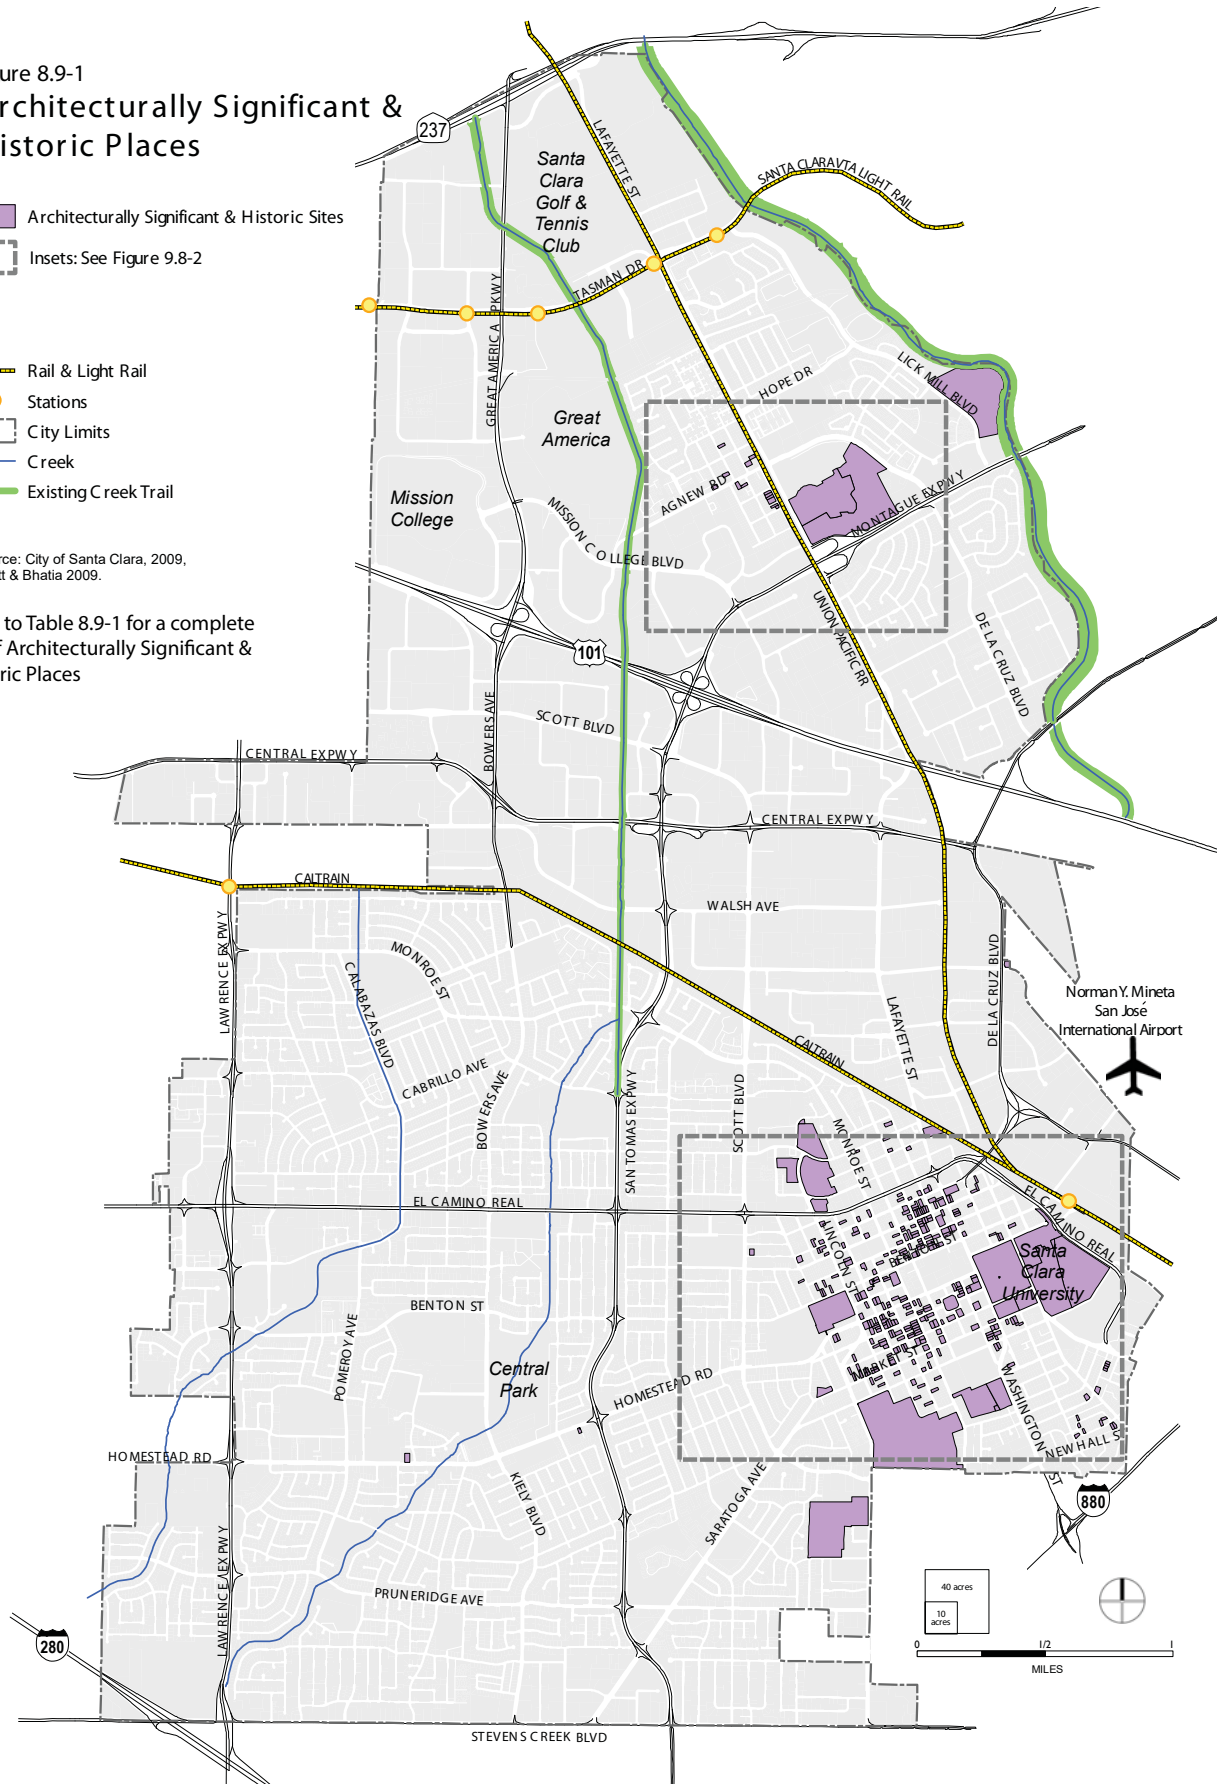 ure 8.9-1
rchitecturally Significant &
istoric Places
Architecturally Significant & Historic Sites
Insets: See Figure 9.8-2
Rail & Light Rail
Stations
City Limits
Creek
Existing Creek Trail
rce: City of Santa Clara, 2009,
tt & Bhatia 2009.
to Table 8.9-1 for a complete
f Architecturally Significant &
ric Places
237
LAFAYETTE ST
Santa
Clara
Golf &
Tennis
Club
SANTA CLARA VTA LIGHT RAIL
TASMAN DR
GREAT AMERICA PKWY
HOPE DR
LICK MILL BLVD
Great
America
Mission
College
AGNEW RD
MONTAGUE EXPWY
MISSION COLLEGE BLVD
UNION PACIFIC RR
DE LA CRUZ BLVD
101
BOWERS AVE
SCOTT BLVD
CENTRAL EXPWY
CENTRAL EXPWY
CALTRAIN
WALSH AVE
LAWRENCE EXPWY
MONROE ST
CALABAZAS BLVD
DE LA CRUZ BLVD
LAFAYETTE ST
Norman Y. Mineta
San José
International Airport
CALTRAIN
CABRILLO AVE
BOWERS AVE
SAN TOMAS EXPWY
SCOTT BLVD
MONROE ST
EL CAMINO REAL
EL CAMINO REAL
LINCOLN ST
BENTON ST
Santa
Clara
University
BENTON ST
POMEROY AVE
Central
Park
HOMESTEAD RD
MARKET ST
WASHINGTON ST
NEWHALL S
HOMESTEAD RD
KIELY BLVD
SARATOGA AVE
880
LAWRENCE EXPWY
PRUNERIDGE AVE
280
40 acres
10
acres
0
1/2
1
MILES
STEVENS CREEK BLVD